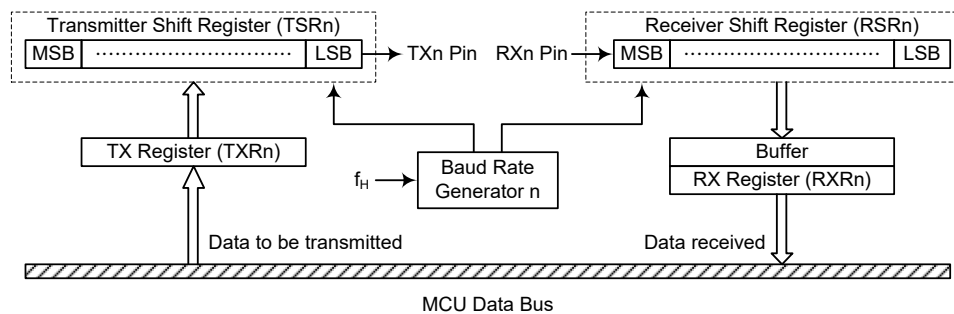 Transmitter Shift Register (TSRn)
MSB ................................ LSB
TXn Pin
RXn Pin
Receiver Shift Register (RSRn)
MSB ................................ LSB
TX Register (TXRn)
fH
Baud Rate
Generator n
Buffer
RX Register (RXRn)
Data to be transmitted
Data received
MCU Data Bus